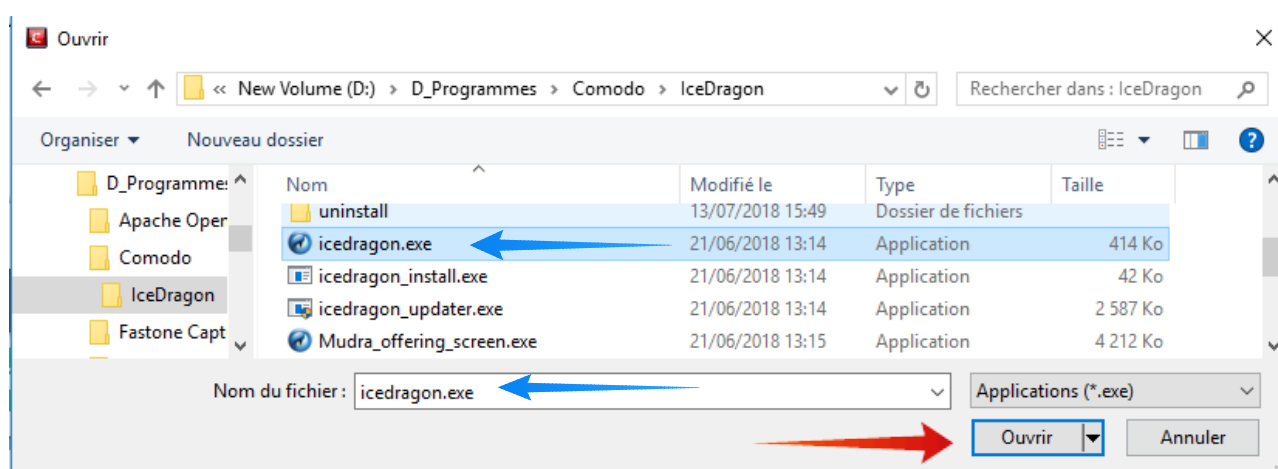 Ouvrir
« New Volume (D:) > D_Programmes > Comodo > IceDragon Rechercher dans : IceDragon
Organiser Nouveau dossier
D_Programmes Nom Modifié le Type Taille
uninstall 13/07/2018 15:49 Dossier de fichiers
Apache Oper
icedragon.exe 21/06/2018 13:14 Application 414 Ko
Comodo
icedragon_install.exe 21/06/2018 13:14 Application 42 Ko
IceDragon
icedragon_updater.exe 21/06/2018 13:14 Application 2 587 Ko
Fastone Capt
Mudra_offering_screen.exe 21/06/2018 13:15 Application 4 212 Ko
Nom du fichier : icedragon.exe Applications (*.exe)
Ouvrir Annuler